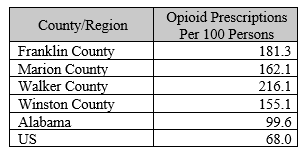 County/Region Opioid Prescriptions
Per 100 Persons
Franklin County 181.3
Marion County 162.1
Walker County 216.1
Winston County 155.1
Alabama 99.6
US 68.0